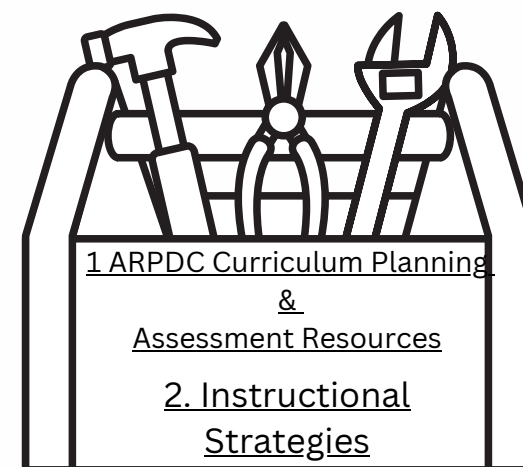 1 ARPDC Curriculum Planning
&
Assessment Resources
2. Instructional
Strategies